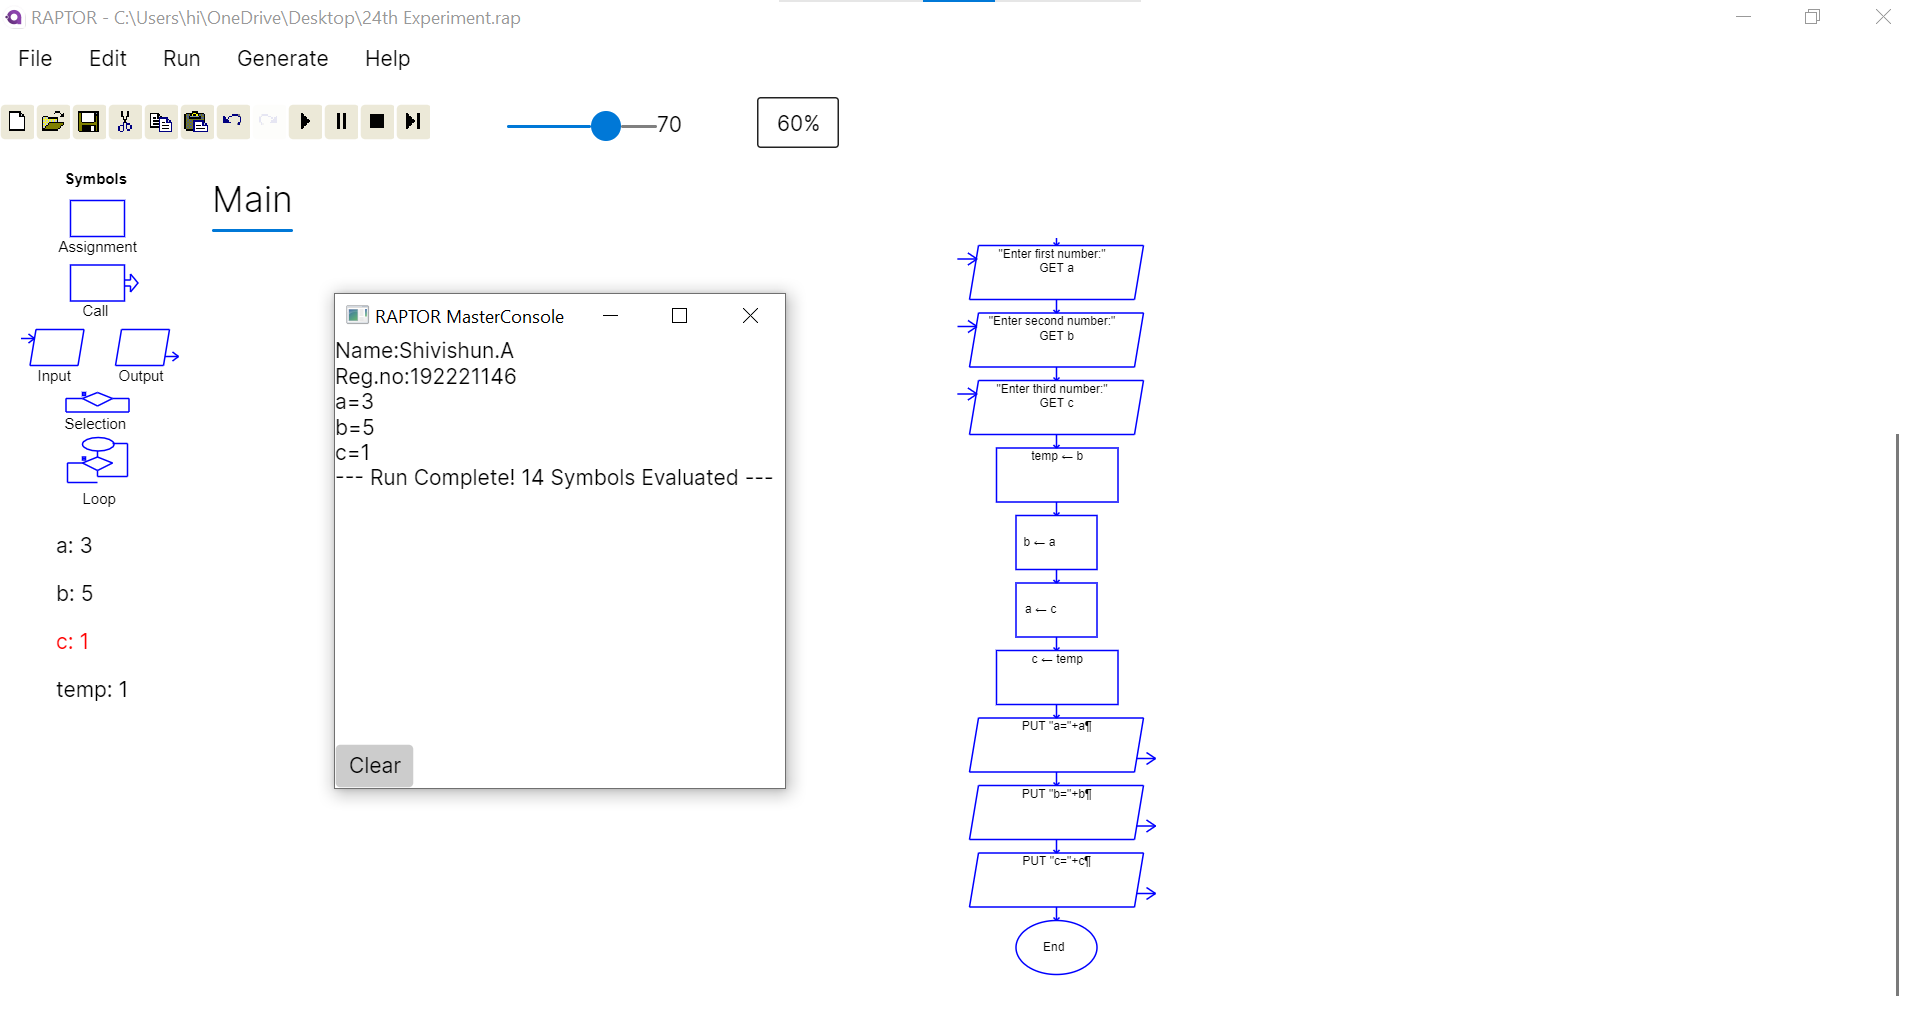 RAPTOR - C:\Users\hi\OneDrive\Desktop\24th Experiment.rap
File Edit Run Generate Help
70
60%
Symbols
Assignment
Call
Input Output
Selection
Loop
a: 3
b: 5
c: 1
temp: 1
Main
RAPTOR MasterConsole
Name:Shivishun.A
Reg.no:192221146
a=3
b=5
c=1
--- Run Complete! 14 Symbols Evaluated ---
Clear
"Enter first number:"
GET a
"Enter second number:"
GET b
"Enter third number:"
GET c
temp ← b
b ← a
a ← c
c ← temp
PUT "a="+a¶
PUT "b="+b¶
PUT "c="+c¶
End